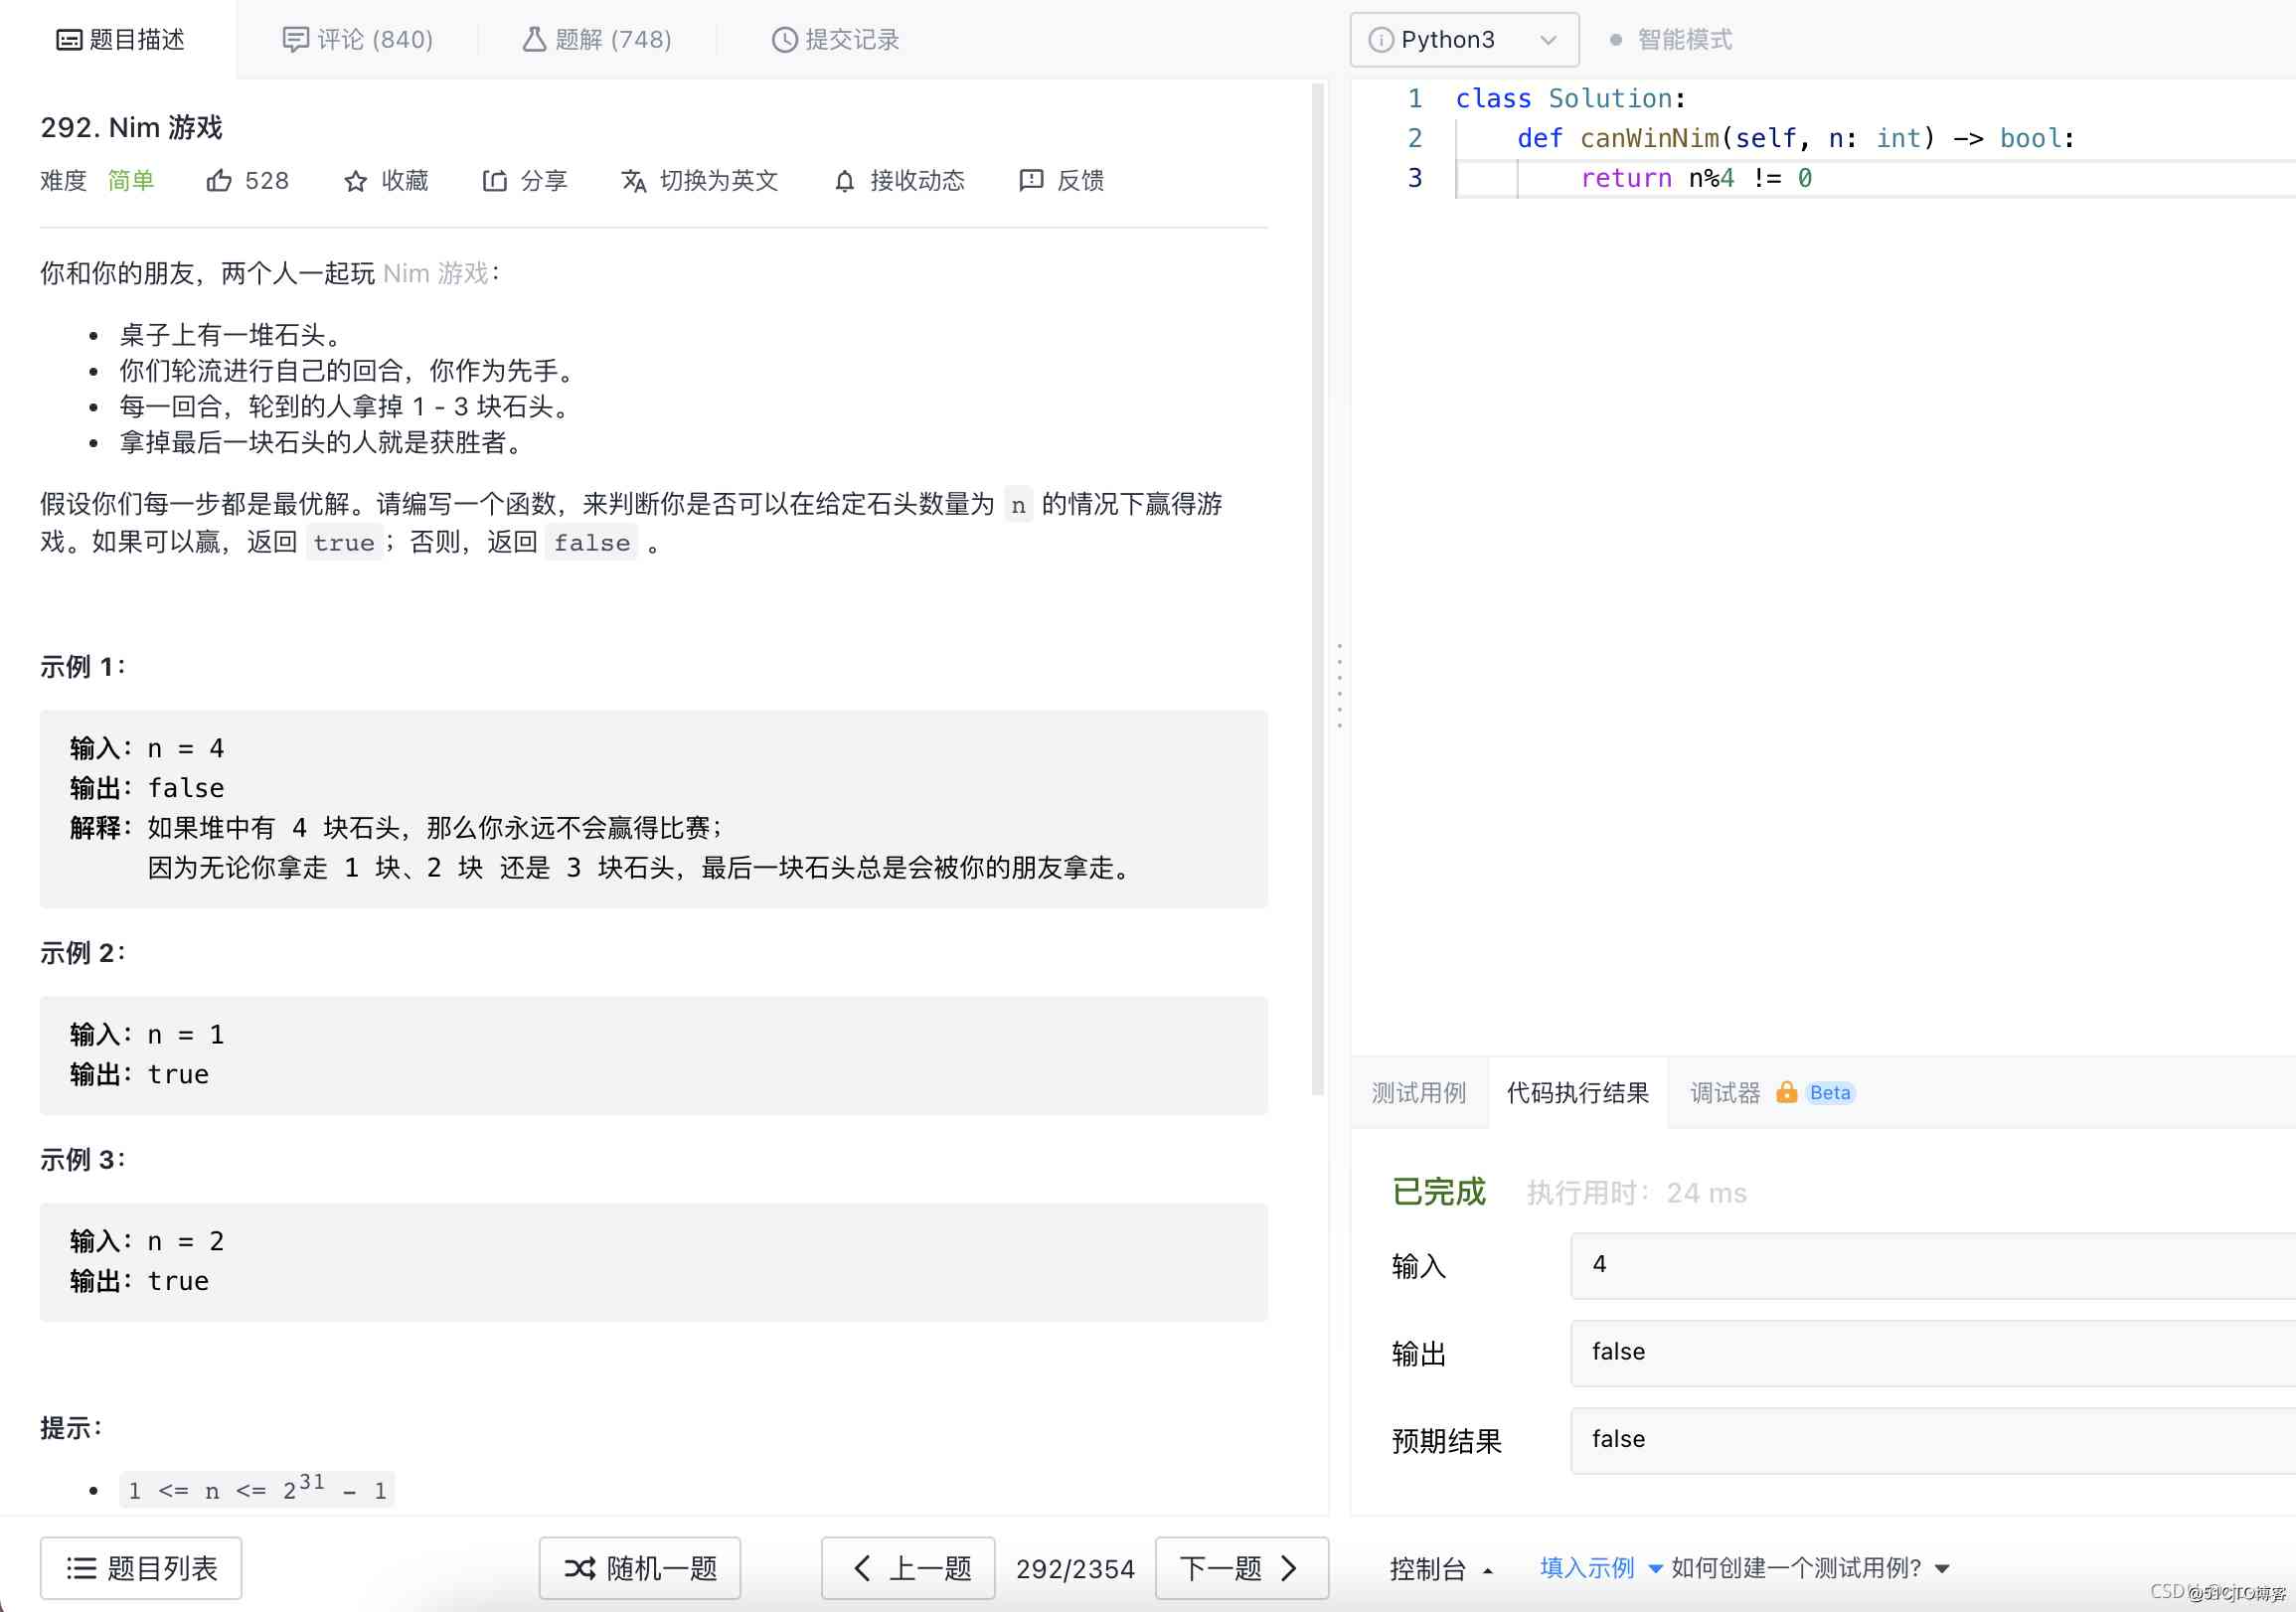 题目描述
评论 (840)
题解 (748)
提交记录
292. Nim 游戏
难度 简单 528 收藏 分享 切换为英文 接收动态 反馈
你和你的朋友，两个人一起玩 Nim 游戏：
• 桌子上有一堆石头。
• 你们轮流进行自己的回合，你作为先手。
• 每一回合，轮到的人拿掉 1 - 3 块石头。
• 拿掉最后一块石头的人就是获胜者。
假设你们每一步都是最优解。请编写一个函数，来判断你是否可以在给定石头数量为 n 的情况下赢得游
戏。如果可以赢，返回 true；否则，返回 false 。
示例 1：
输入：n = 4
输出：false
解释：如果堆中有 4 块石头，那么你永远不会赢得比赛；
因为无论你拿走 1 块、2 块 还是 3 块石头，最后一块石头总是会被你的朋友拿走。
示例 2：
输入：n = 1
输出：true
示例 3：
输入：n = 2
输出：true
提示：
• 1 <= n <= 2^31 - 1
题目列表
随机一题
上一题
292/2354
下一题
Python3
智能模式
1 class Solution:
2 def canWinNim(self, n: int) -> bool:
3 return n%4 != 0
测试用例
代码执行结果
调试器 Beta
已完成 执行用时：24 ms
输入 4
输出 false
预期结果 false
控制台
填入示例
如何创建一个测试用例?
@51CTO博客